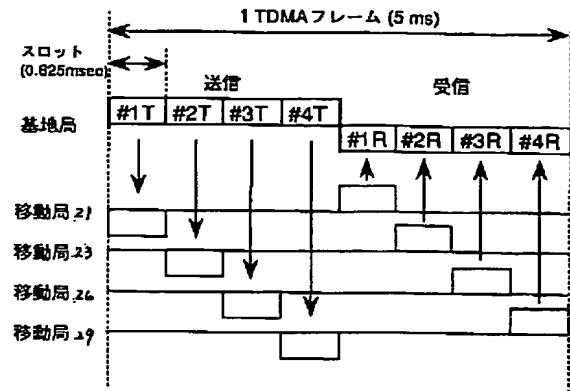 1 TDMAフレーム (5 ms)
スロット
(0.625msec)
送信
受信
基地局
#1T #2T #3T #4T #1R #2R #3R #4R
移動局 21
移動局 23
移動局 26
移動局 29